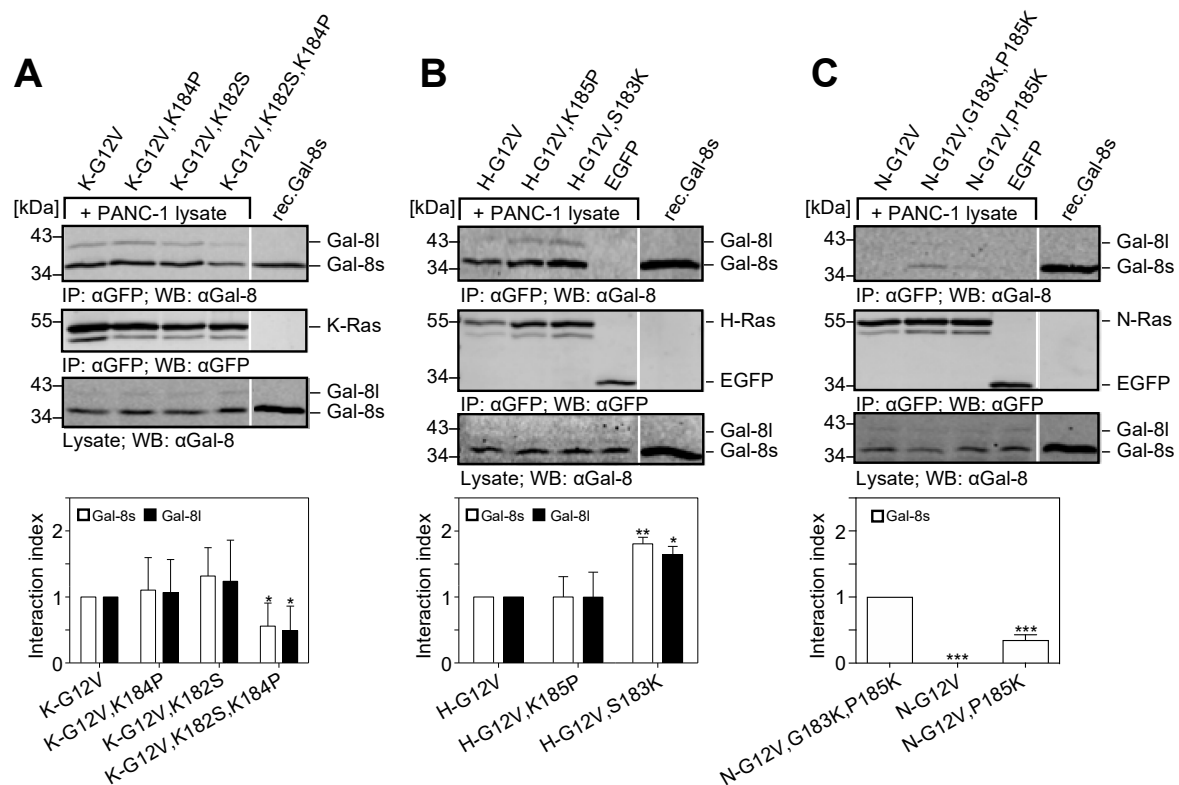 A
K-G12V
K-G12V,K184P
K-G12V,K182S
K-G12V,K182S,K184P
rec.Gal-8s
[kDa]
+ PANC-1 lysate
43
34
Gal-8l
Gal-8s
IP: αGFP; WB: αGal-8
55
K-Ras
IP: αGFP; WB: αGFP
43
34
Gal-8l
Gal-8s
Lysate; WB: αGal-8
Interaction index
2
1
0
Gal-8s
Gal-8l
*
*
K-G12V
K-G12V,K184P
K-G12V,K182S
K-G12V,K182S,K184P
B
H-G12V
H-G12V,K185P
H-G12V,S183K
EGFP
rec.Gal-8s
[kDa]
+ PANC-1 lysate
43
34
Gal-8l
Gal-8s
IP: αGFP; WB: αGal-8
55
34
H-Ras
EGFP
IP: αGFP; WB: αGFP
43
34
Gal-8l
Gal-8s
Lysate; WB: αGal-8
Interaction index
2
1
0
Gal-8s
Gal-8l
**
*
H-G12V
H-G12V,K185P
H-G12V,S183K
C
N-G12V
N-G12V,G183K,P185K
N-G12V,P185K
EGFP
rec.Gal-8s
[kDa]
+ PANC-1 lysate
43
34
Gal-8l
Gal-8s
IP: αGFP; WB: αGal-8
55
34
N-Ras
EGFP
IP: αGFP; WB: αGFP
43
34
Gal-8l
Gal-8s
Lysate; WB: αGal-8
Interaction index
2
1
0
Gal-8s
***
***
N-G12V,G183K,P185K
N-G12V
N-G12V,P185K